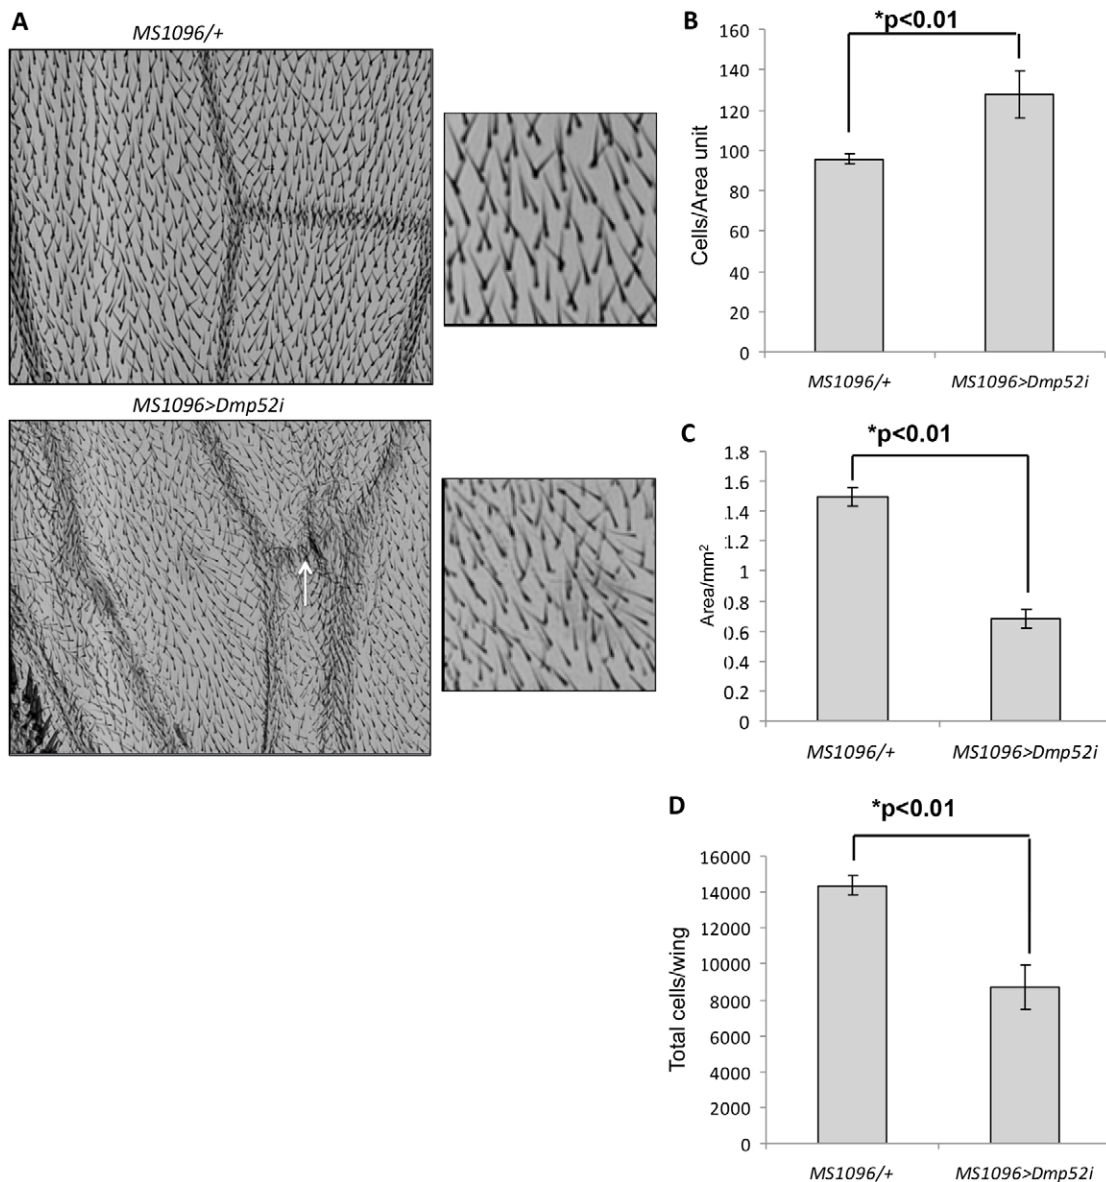 A
MS1096/+
MS1096>Dmp52i
B
*p<0.01
Cells/Area unit
160
140
120
100
80
60
40
20
0
MS1096/+
MS1096>Dmp52i
C
*p<0.01
Area/mm²
1.8
1.6
1.4
1.2
1
0.8
0.6
0.4
0.2
0
MS1096/+
MS1096>Dmp52i
D
*p<0.01
Total cells/wing
16000
14000
12000
10000
8000
6000
4000
2000
0
MS1096/+
MS1096>Dmp52i